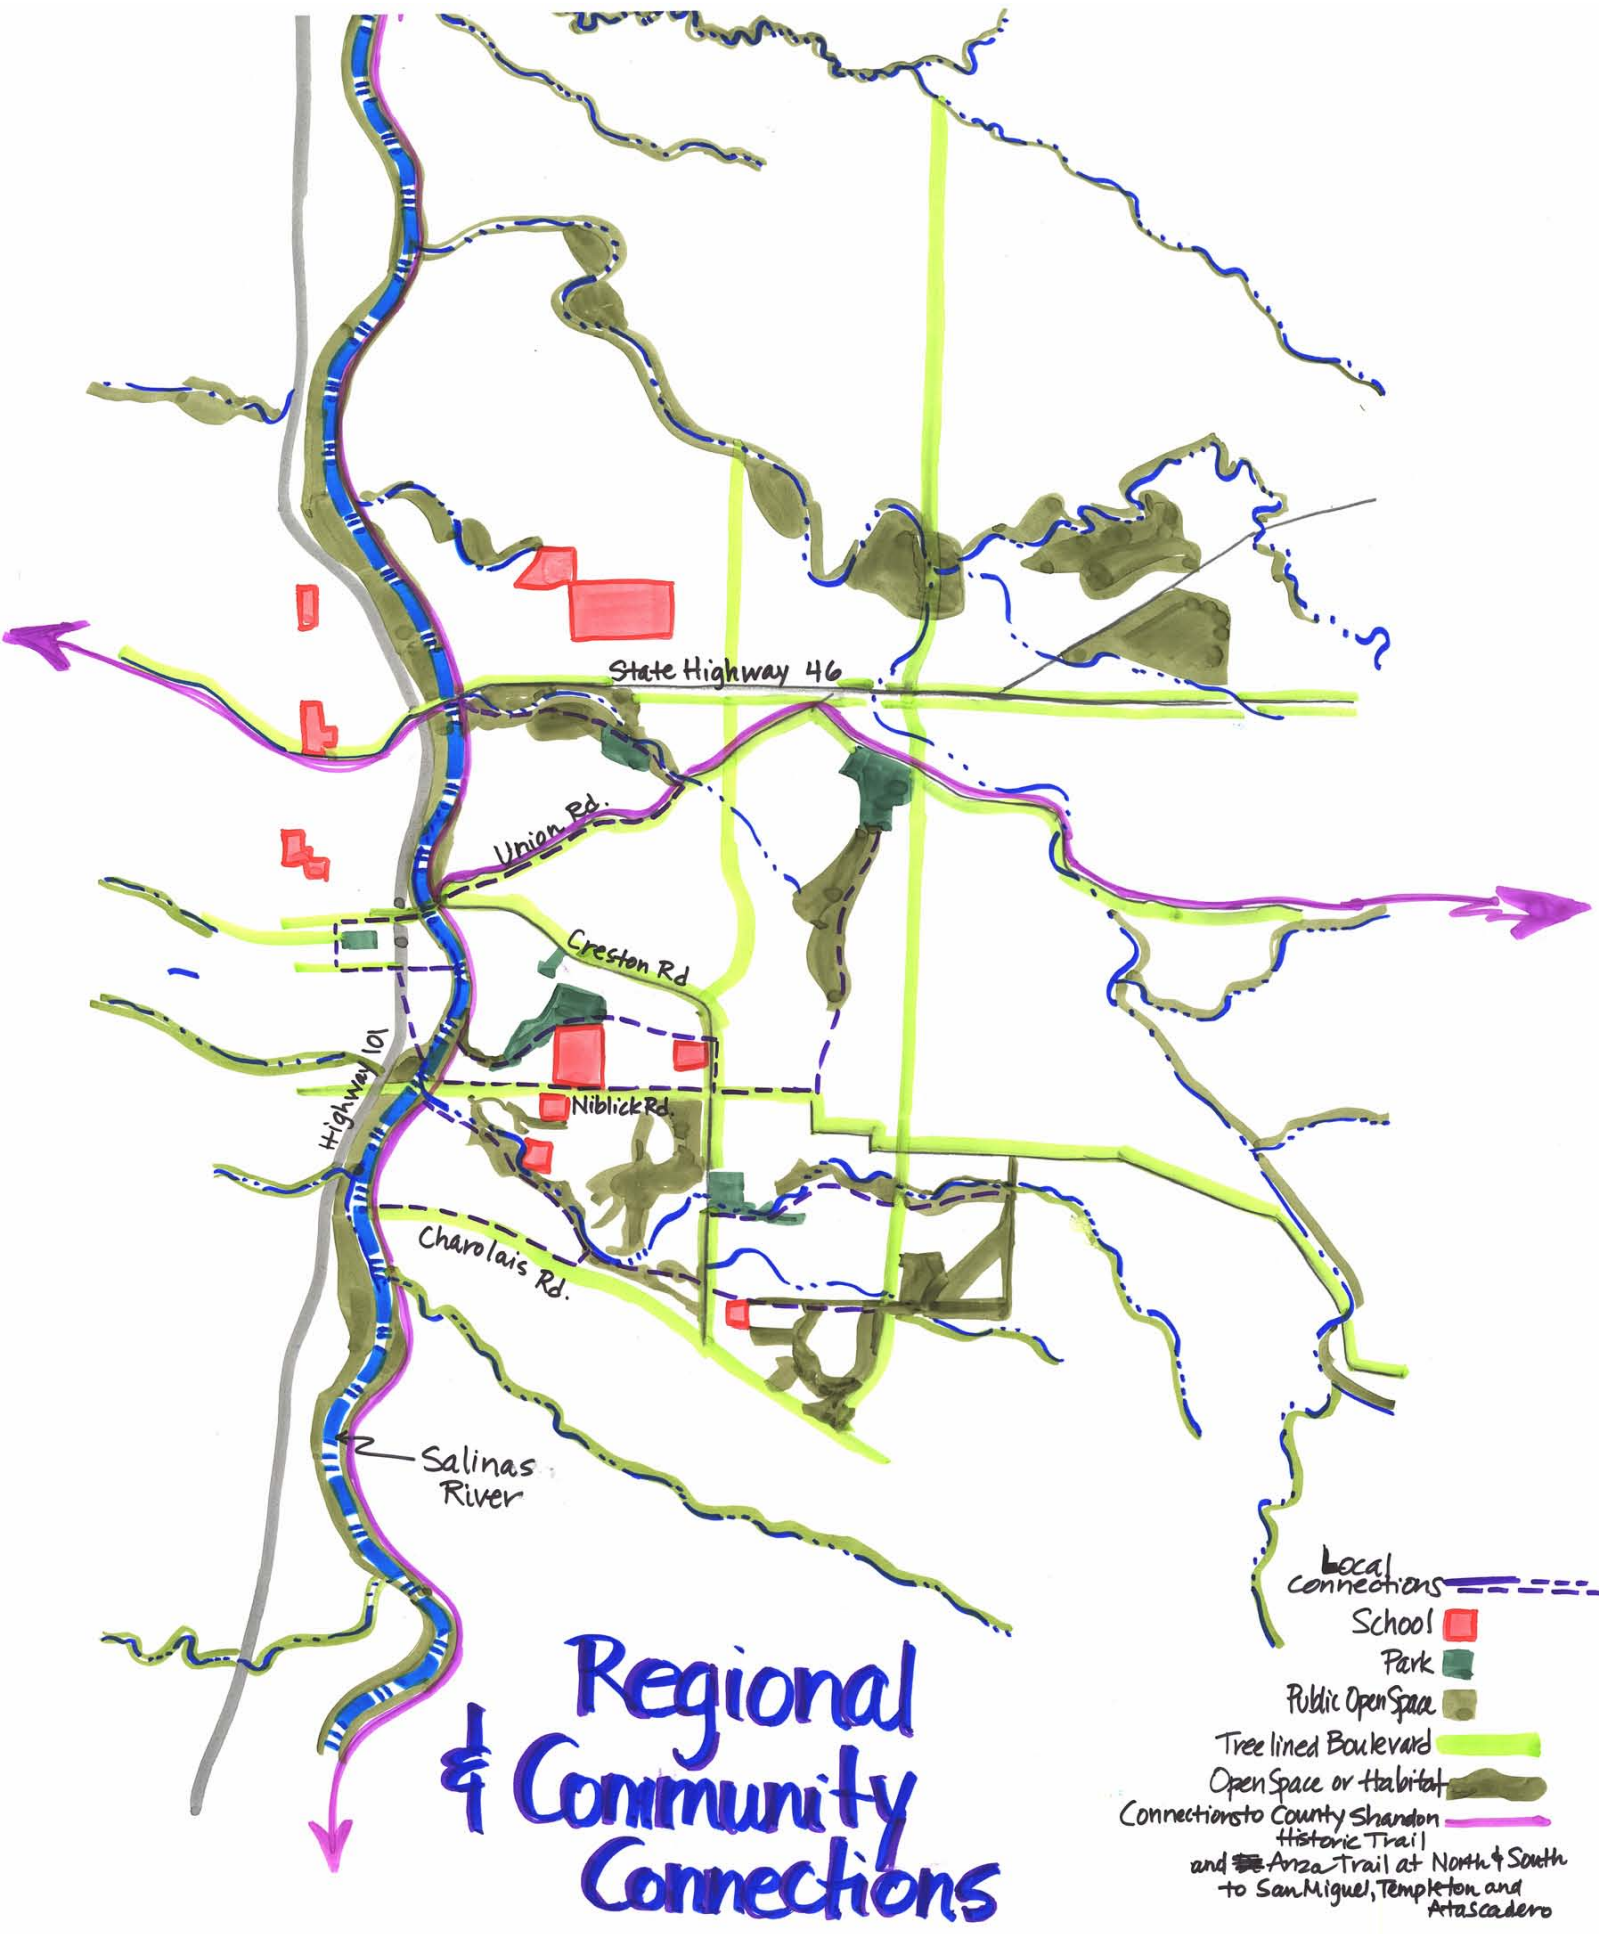 State Highway 46
Union Rd.
Creston Rd
Highway 101
Niblick Rd.
Charolais Rd.
Salinas
River
Regional
& Community
Connections
Local
Connections
School
Park
Public Open Space
Tree lined Boulevard
Open Space or Habitat
Connections to County Shandon
Historic Trail
and Anza Trail at North & South
to San Miguel, Templeton and
Atascadero